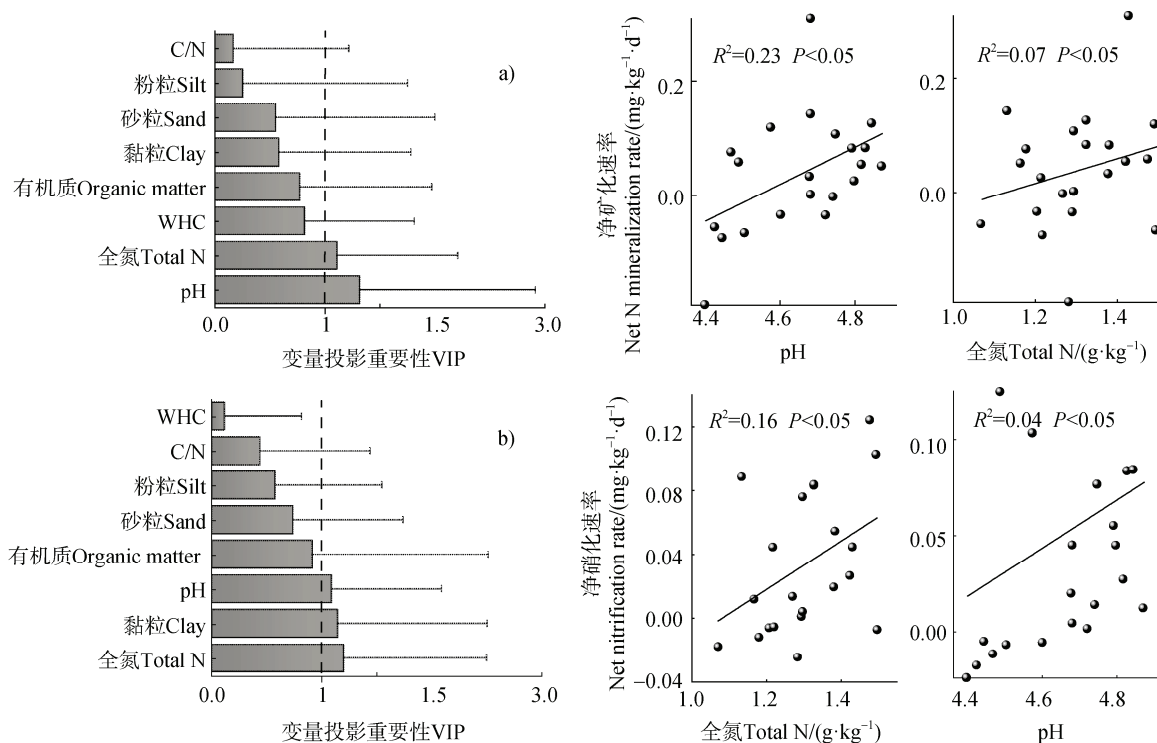 a)
C/N
粉粒Silt
砂粒Sand
黏粒Clay
有机质Organic matter
WHC
全氮Total N
pH
0.0 1 1.5 3.0
变量投影重要性VIP
净矿化速率
Net N mineralization rate/(mg·kg⁻¹·d⁻¹)
R²=0.23 P<0.05
0.2
0.0
4.4 4.6 4.8
pH
R²=0.07 P<0.05
0.2
0.0
1.0 1.2 1.4
全氮Total N/(g·kg⁻¹)
b)
WHC
C/N
粉粒Silt
砂粒Sand
有机质Organic matter
pH
黏粒Clay
全氮Total N
0.0 1 1.5 3.0
变量投影重要性VIP
净硝化速率
Net nitrification rate/(mg·kg⁻¹·d⁻¹)
R²=0.16 P<0.05
0.12
0.08
0.04
0.00
−0.04
1.0 1.2 1.4
全氮Total N/(g·kg⁻¹)
R²=0.04 P<0.05
0.10
0.05
0.00
4.4 4.6 4.8
pH